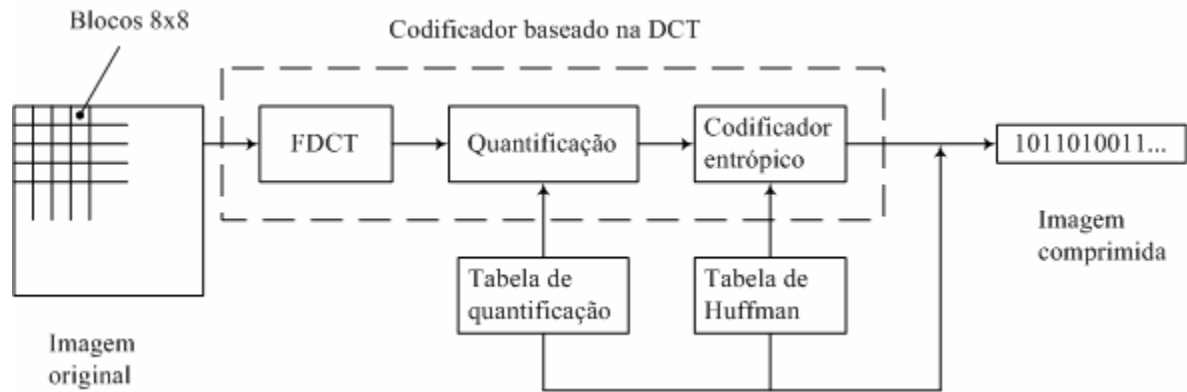 Blocos 8x8
Codificador baseado na DCT
FDCT
Quantificação
Codificador
entrópico
1011010011...
Tabela de
quantificação
Tabela de
Huffman
Imagem
original
Imagem
comprimida